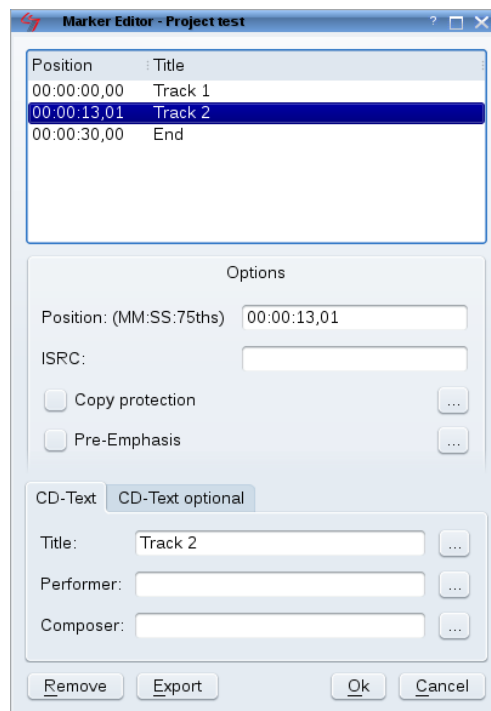 Marker Editor - Project test
Position Title
00:00:00,00 Track 1
00:00:13,01 Track 2
00:00:30,00 End
Options
Position: (MM:SS:75ths) 00:00:13,01
ISRC:
Copy protection ...
Pre-Emphasis ...
CD-Text CD-Text optional
Title: Track 2 ...
Performer: ...
Composer: ...
Remove Export Ok Cancel